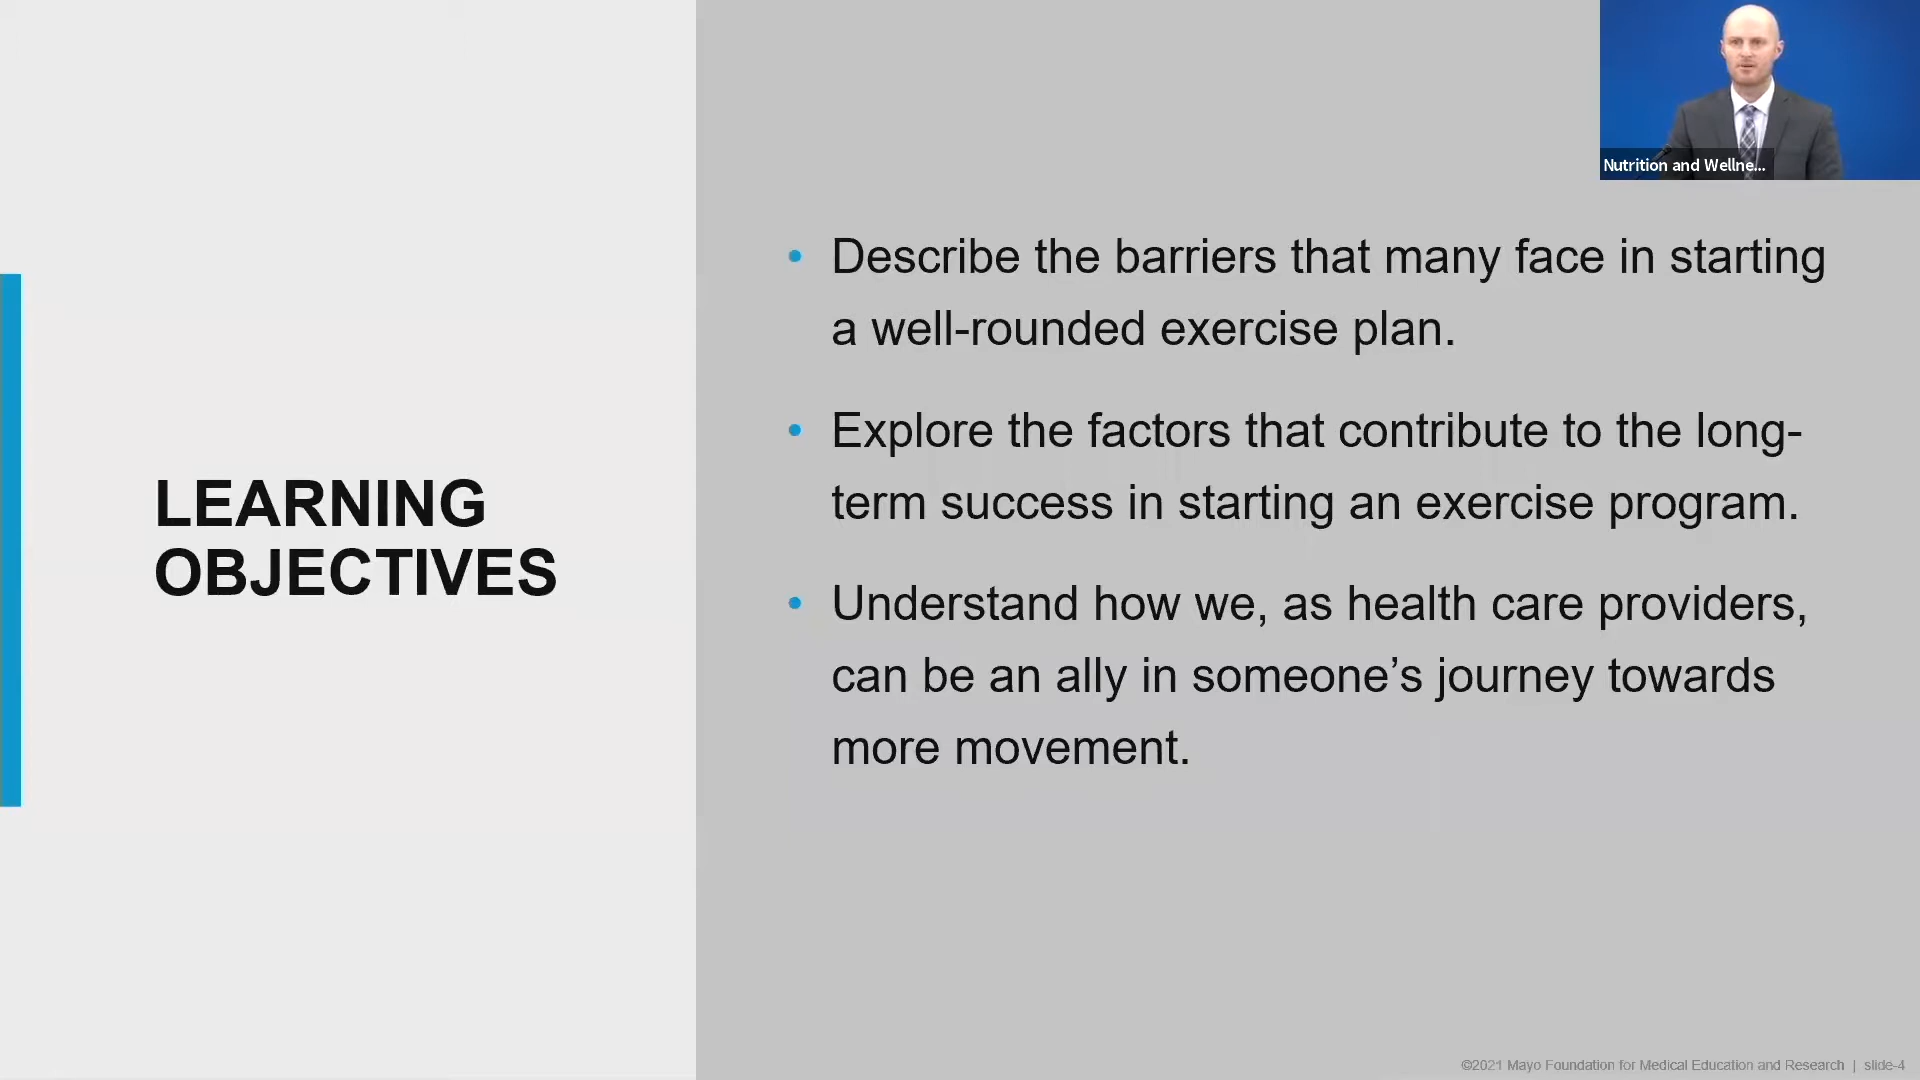 Nutrition and Wellne...
LEARNING
OBJECTIVES
• Describe the barriers that many face in starting
a well-rounded exercise plan.
• Explore the factors that contribute to the long-
term success in starting an exercise program.
• Understand how we, as health care providers,
can be an ally in someone’s journey towards
more movement.
©2021 Mayo Foundation for Medical Education and Research | slide-4